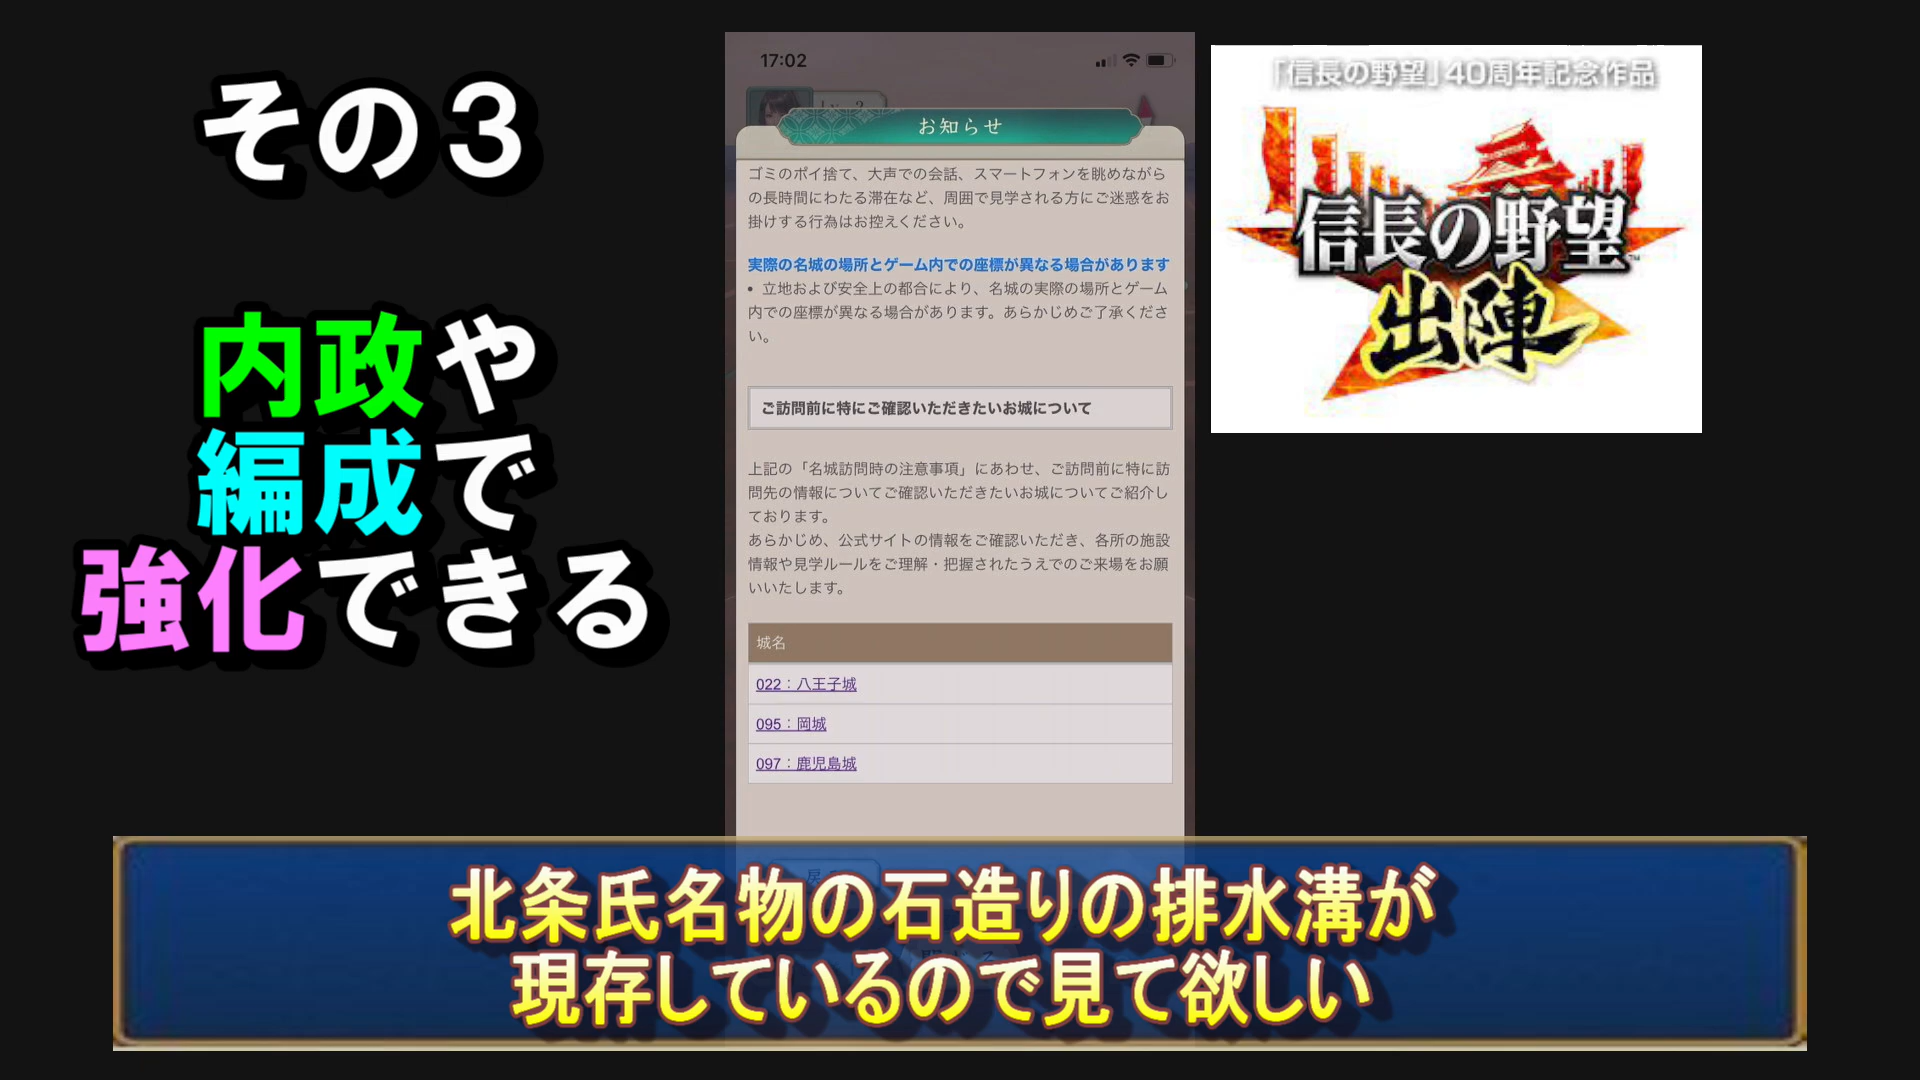 その３
内政や
編成で
強化できる
17:02
お知らせ
ゴミのポイ捨て、大声での会話、スマートフォンを眺めながら
の長時間にわたる滞在など、周囲で見学される方にご迷惑をお
掛けする行為はお控えください。
実際の名城の場所とゲーム内での座標が異なる場合があります
• 立地および安全上の都合により、名城の実際の場所とゲーム
内での座標が異なる場合があります。あらかじめご了承くださ
い。
ご訪問前に特にご確認いただきたいお城について
上記の「名城訪問時の注意事項」にあわせ、ご訪問前に特に訪
問先の情報についてご確認いただきたいお城についてご紹介し
ております。
あらかじめ、公式サイトの情報をご確認いただき、各所の施設
情報や見学ルールをご理解・把握されたうえでのご来場をお願
いいたします。
城名
022：八王子城
095：岡城
097：鹿児島城
「信長の野望」40周年記念作品
信長の野望
出陣
北条氏名物の石造りの排水溝が
現存しているので見て欲しい